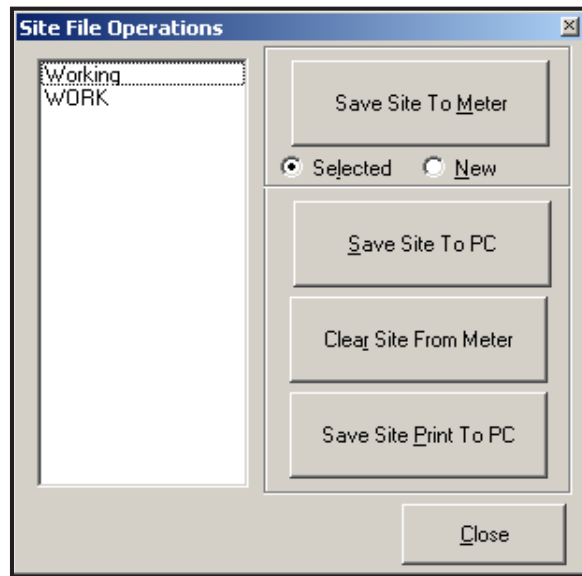 Site File Operations
Working
WORK
Save Site To Meter
Selected New
Save Site To PC
Clear Site From Meter
Save Site Print To PC
Close